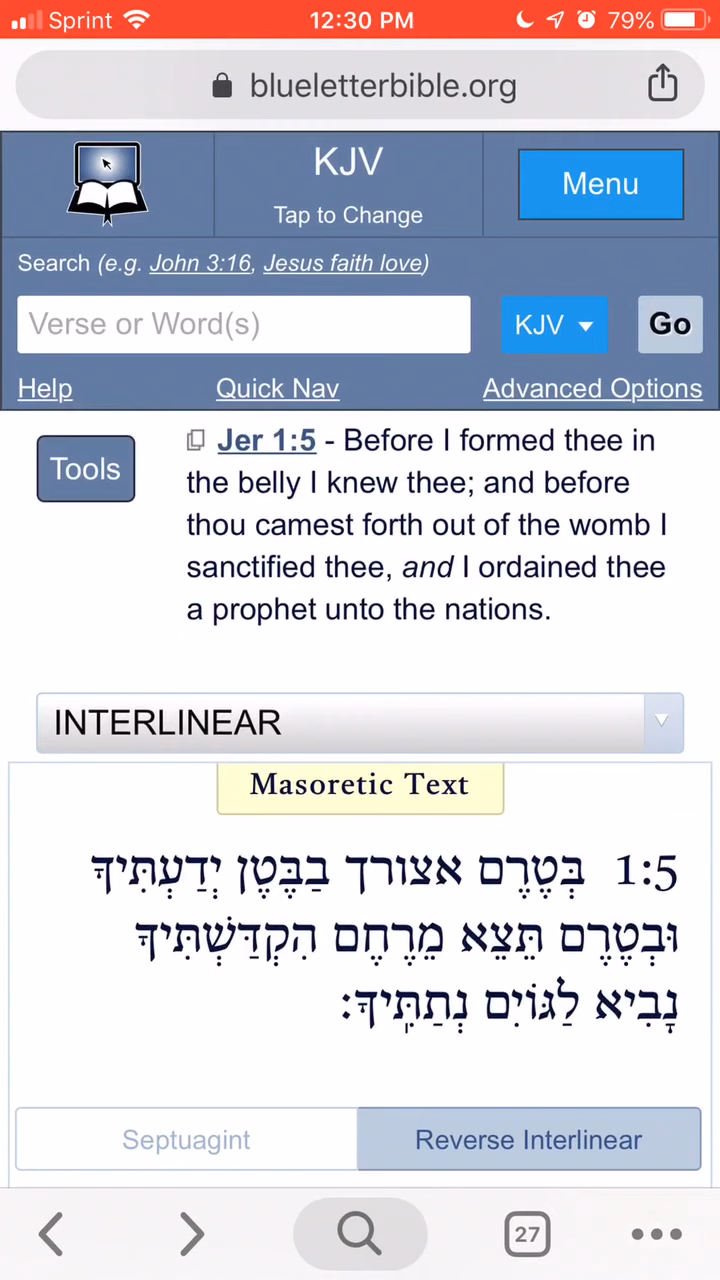 Sprint 12:30 PM 79%
blueletterbible.org
KJV
Tap to Change
Menu
Search (e.g. John 3:16, Jesus faith love)
Verse or Word(s) KJV Go
Help Quick Nav Advanced Options
Tools
Jer 1:5 - Before I formed thee in
the belly I knew thee; and before
thou camest forth out of the womb I
sanctified thee, and I ordained thee
a prophet unto the nations.
INTERLINEAR
Masoretic Text
1:5 בְּטֶרֶם אצורך בַבֶּטֶן יְדַעְתִּיךָ
וּבְטֶרֶם תֵּצֵא מֵרֶחֶם הִקְדַּשְׁתִּיךָ
נָבִיא לַגּוֹיִם נְתַתִּיךָ׃
Septuagint Reverse Interlinear
27